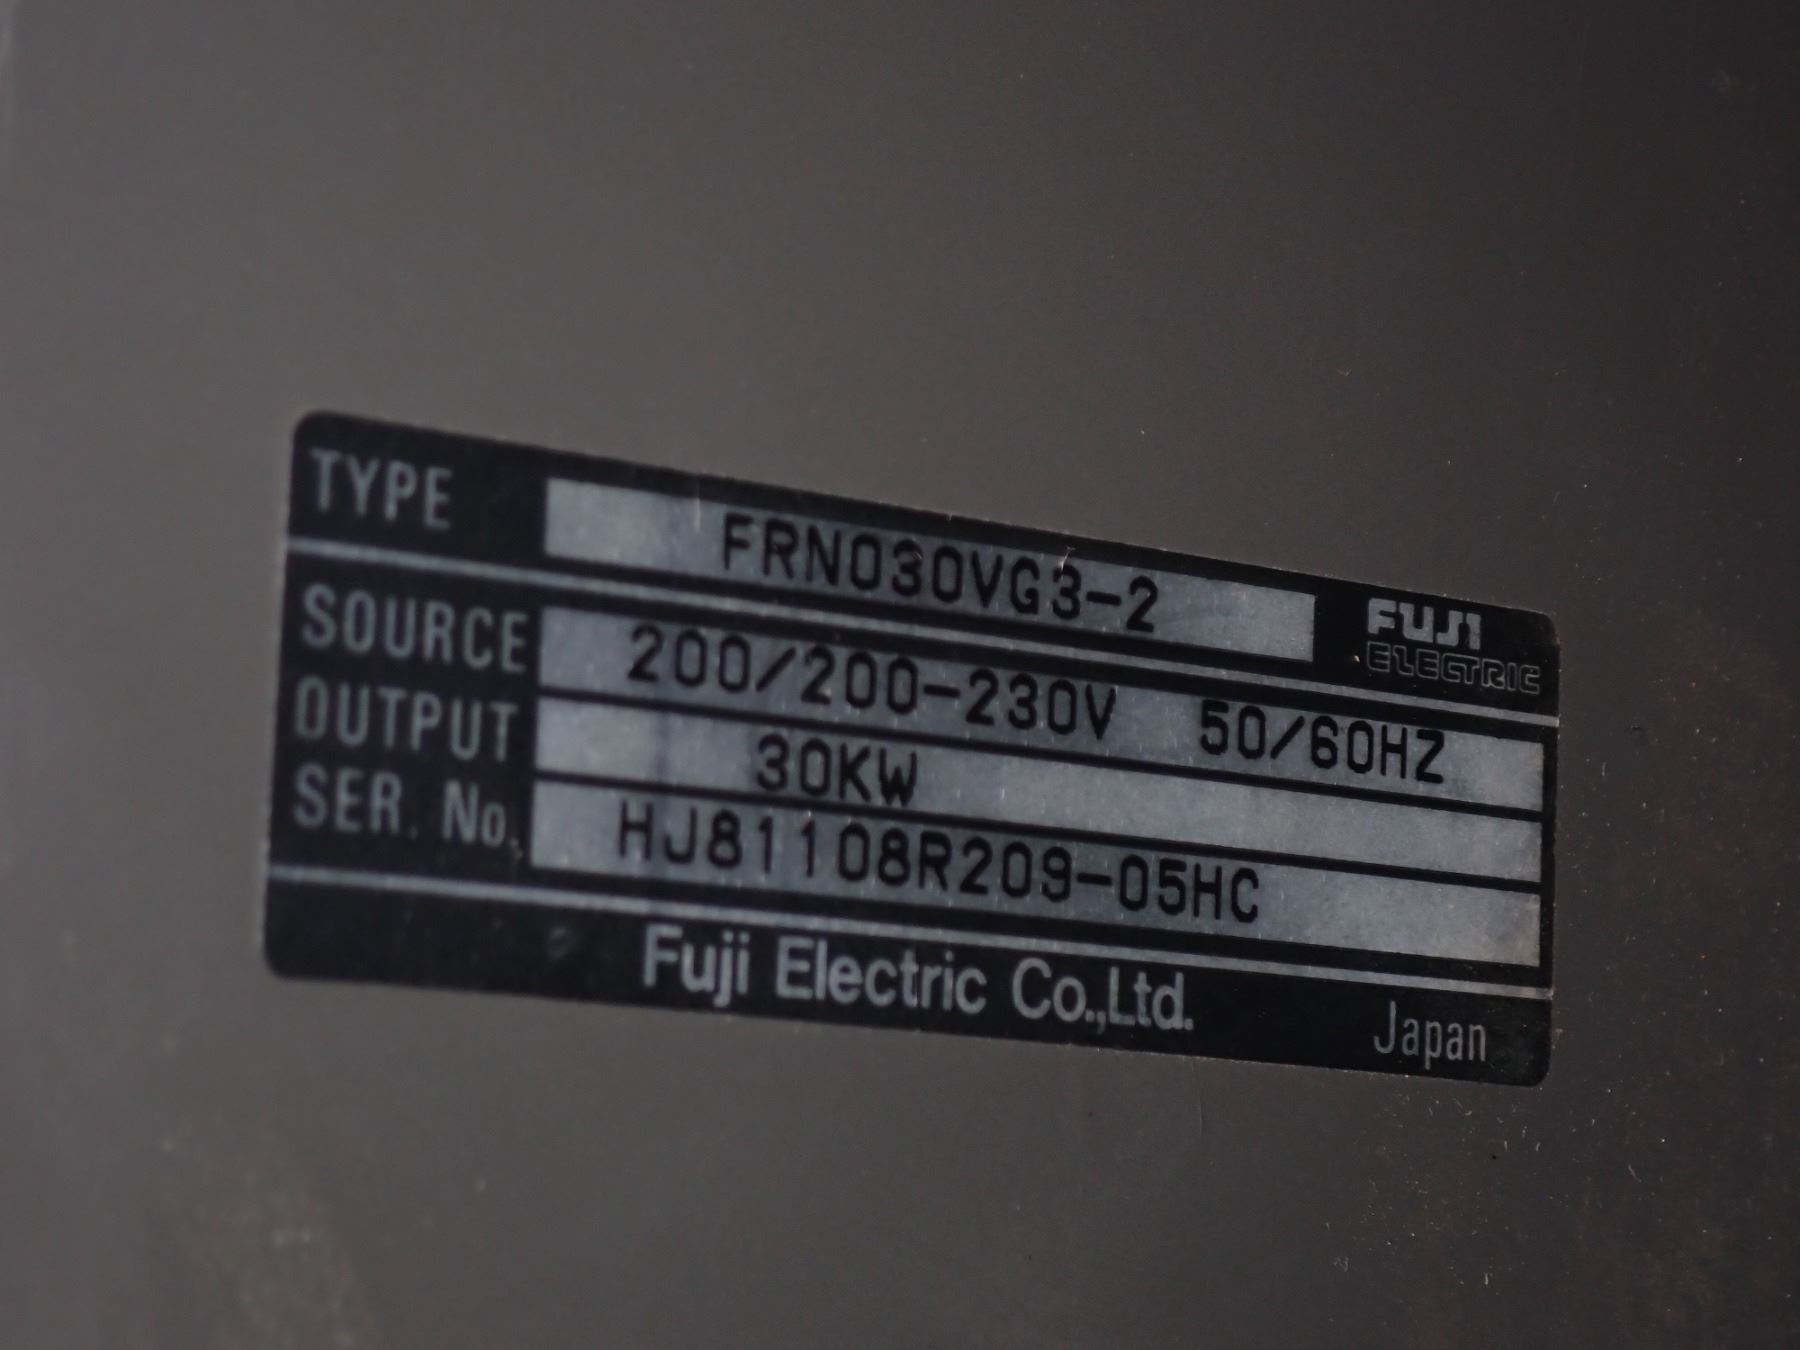 TYPE FRN030VG3-2
FUJI
ELECTRIC
SOURCE 200/200-230V 50/60HZ
OUTPUT 30KW
SER. No. HJ81108R209-05HC
Fuji Electric Co.,Ltd.
Japan